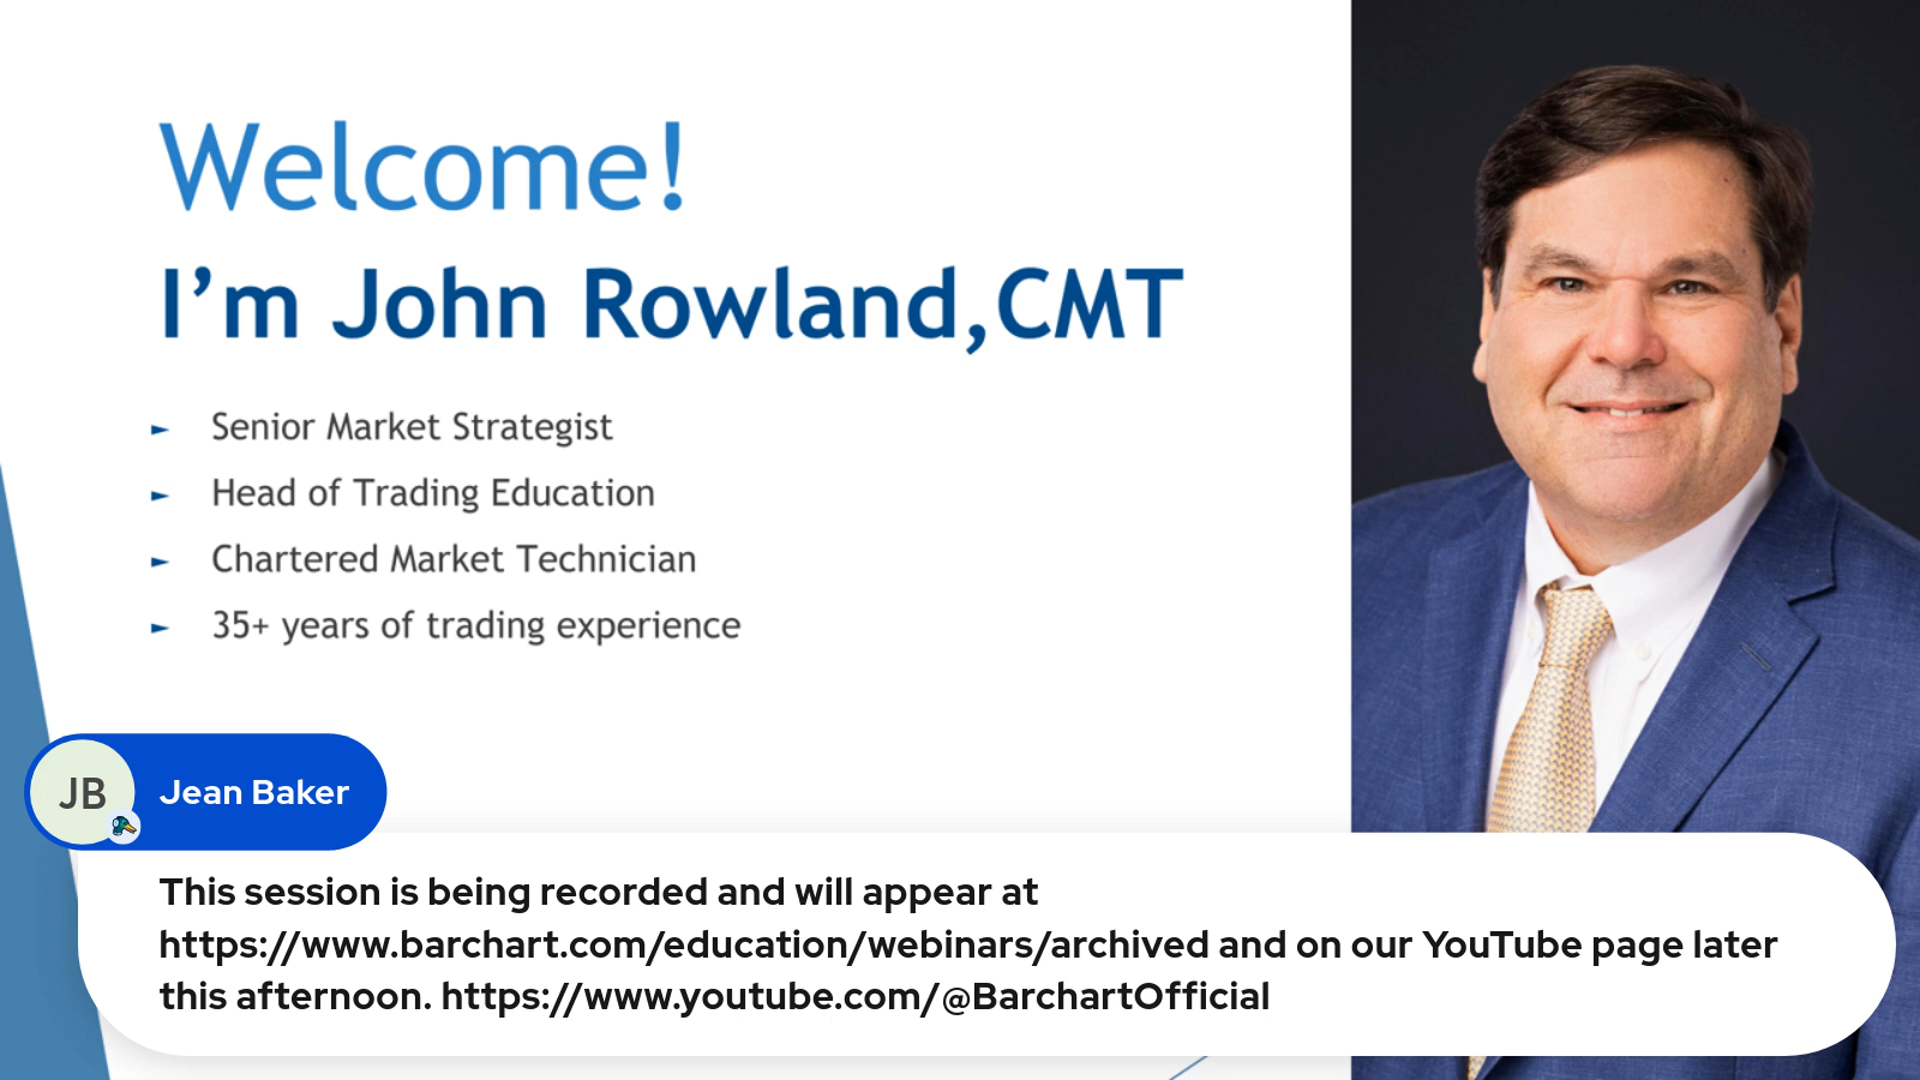 Welcome!
I’m John Rowland,CMT
► Senior Market Strategist
► Head of Trading Education
► Chartered Market Technician
► 35+ years of trading experience
JB
Jean Baker
This session is being recorded and will appear at
https://www.barchart.com/education/webinars/archived and on our YouTube page later
this afternoon. https://www.youtube.com/@BarchartOfficial